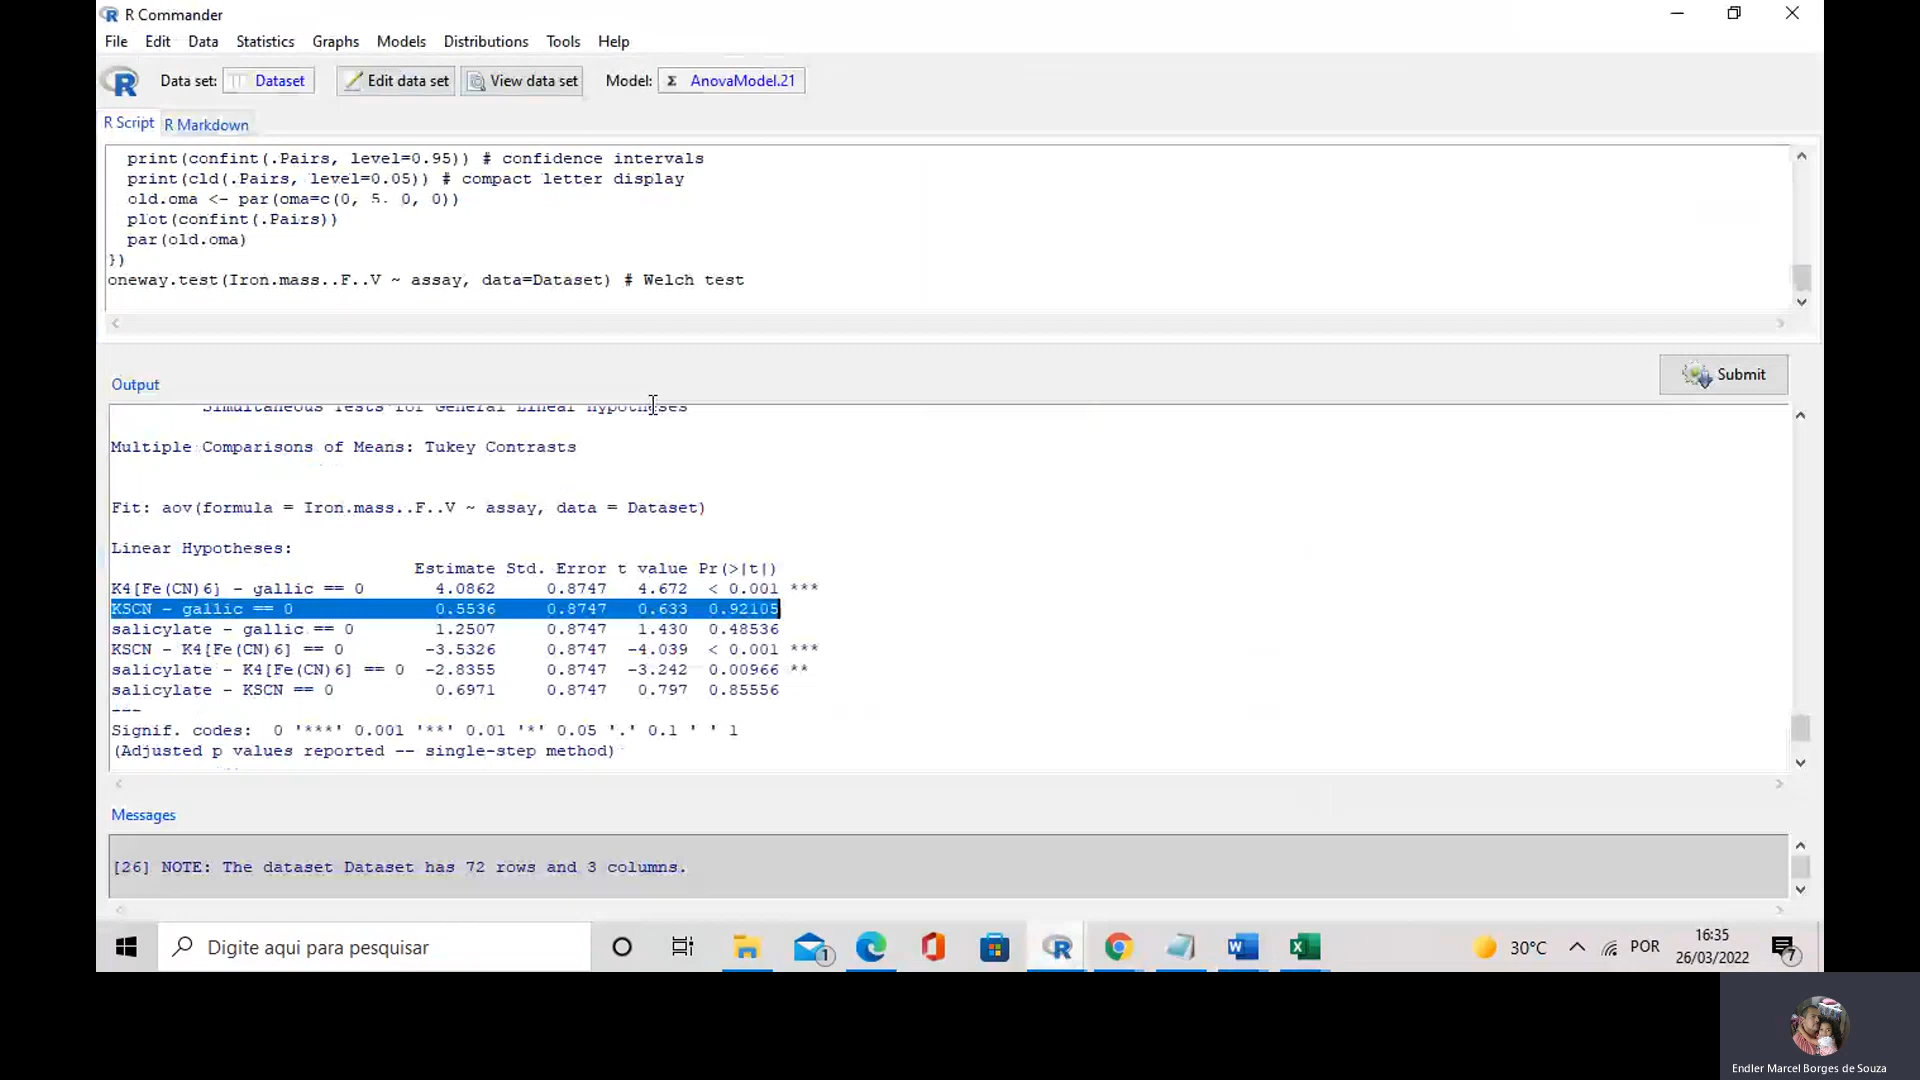 R Commander
File Edit Data Statistics Graphs Models Distributions Tools Help
Data set: Dataset Edit data set View data set Model: Σ AnovaModel.21
R Script R Markdown
print(confint(.Pairs, level=0.95)) # confidence intervals
print(cld(.Pairs, level=0.05)) # compact letter display
old.oma <- par(oma=c(0, 5, 0, 0))
plot(confint(.Pairs))
par(old.oma)
})
oneway.test(Iron.mass..F..V ~ assay, data=Dataset) # Welch test
Submit
Output
Simultaneous Tests for General Linear Hypotheses
Multiple Comparisons of Means: Tukey Contrasts
Fit: aov(formula = Iron.mass..F..V ~ assay, data = Dataset)
Linear Hypotheses:
Estimate Std. Error t value Pr(>|t|)
K4[Fe(CN)6] - gallic == 0 4.0862 0.8747 4.672 < 0.001 ***
KSCN - gallic == 0 0.5536 0.8747 0.633 0.92105
salicylate - gallic == 0 1.2507 0.8747 1.430 0.48536
KSCN - K4[Fe(CN)6] == 0 -3.5326 0.8747 -4.039 < 0.001 ***
salicylate - K4[Fe(CN)6] == 0 -2.8355 0.8747 -3.242 0.00966 **
salicylate - KSCN == 0 0.6971 0.8747 0.797 0.85556
---
Signif. codes: 0 '***' 0.001 '**' 0.01 '*' 0.05 '.' 0.1 ' ' 1
(Adjusted p values reported -- single-step method)
Messages
[26] NOTE: The dataset Dataset has 72 rows and 3 columns.
Digite aqui para pesquisar
1
30°C
POR
16:35
26/03/2022
7
Endler Marcel Borges de Souza